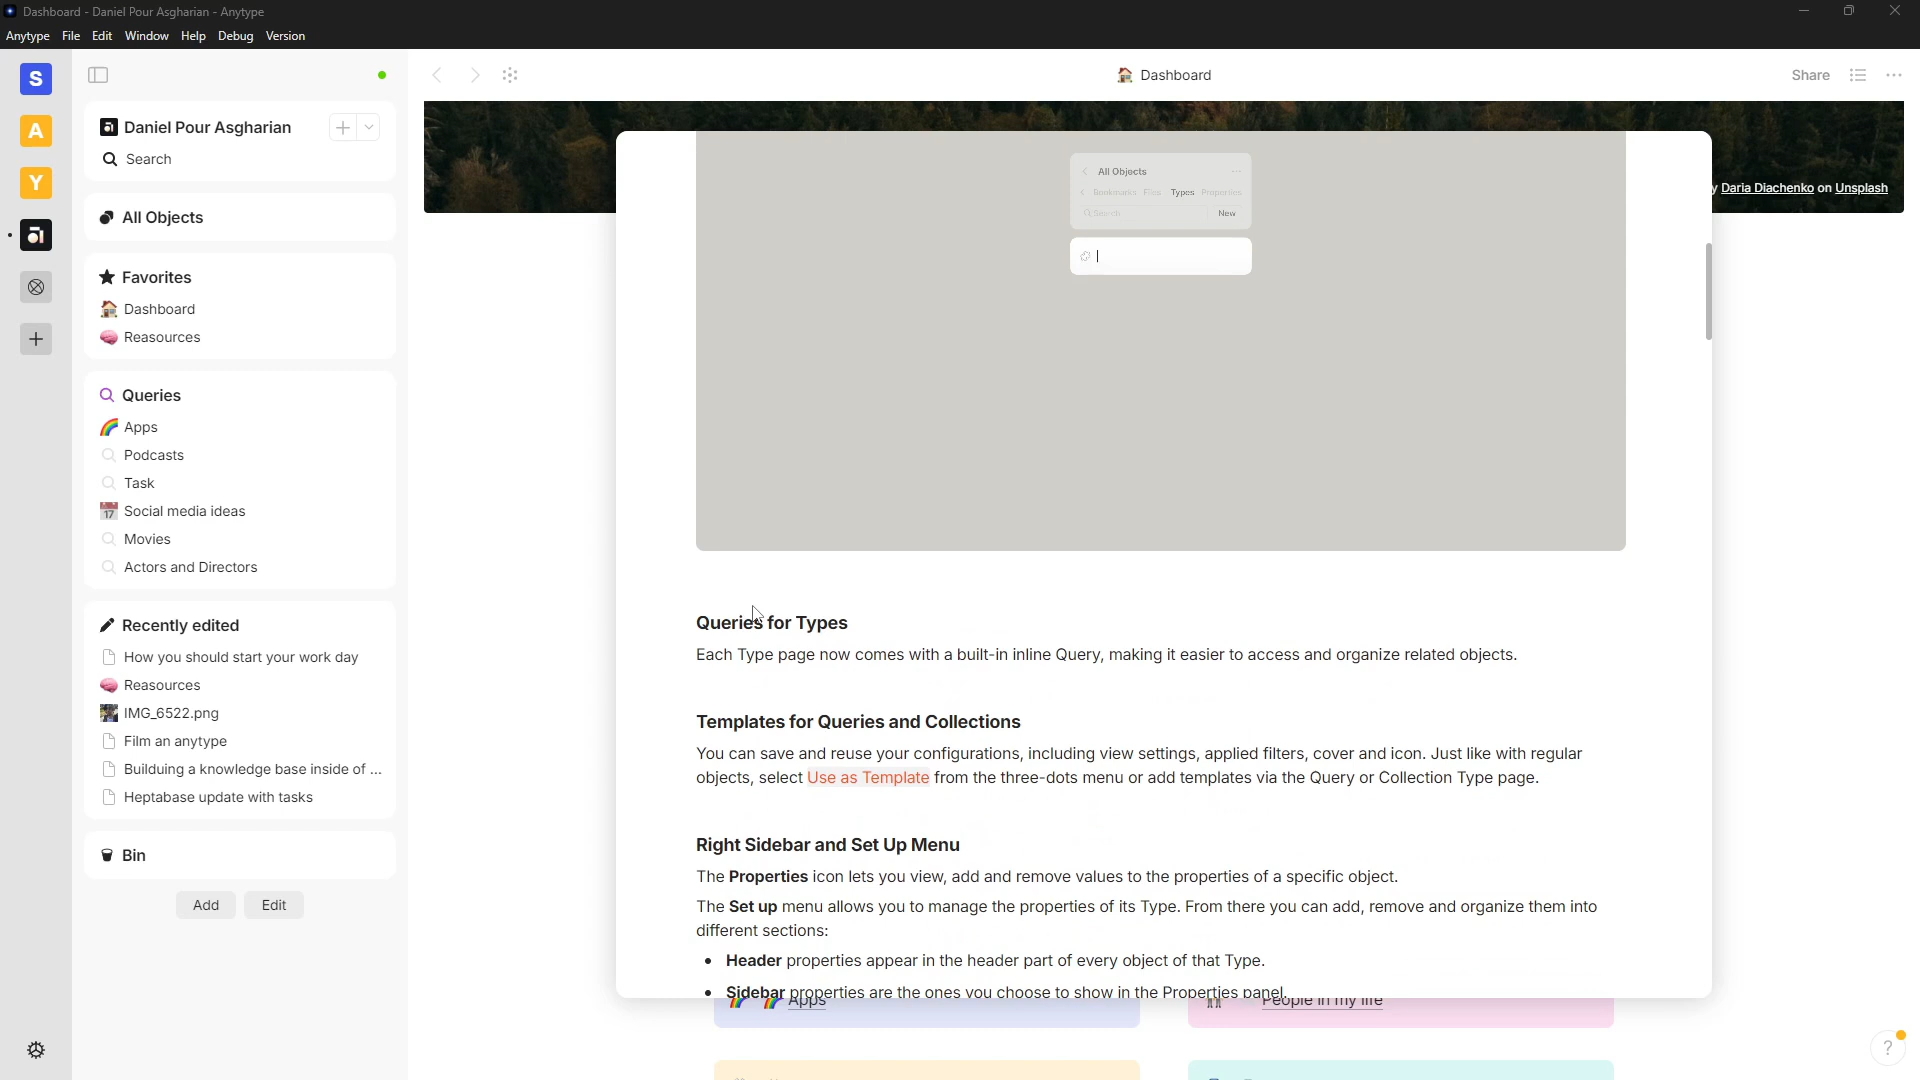 Dashboard - Daniel Pour Asgharian - Anytype
Anytype File Edit Window Help Debug Version
S
A
Y
Daniel Pour Asgharian
Search
All Objects
Favorites
Dashboard
Reasources
Queries
Apps
Podcasts
Task
17 Social media ideas
Movies
Actors and Directors
Recently edited
How you should start your work day
Reasources
IMG_6522.png
Film an anytype
Builduing a knowledge base inside of ...
Heptabase update with tasks
Bin
Add Edit
Dashboard
Share
y Daria Diachenko on Unsplash
All Objects
Bookmarks Files Types Properties
Search New
Queries for Types
Each Type page now comes with a built-in inline Query, making it easier to access and organize related objects.
Templates for Queries and Collections
You can save and reuse your configurations, including view settings, applied filters, cover and icon. Just like with regular
objects, select Use as Template from the three-dots menu or add templates via the Query or Collection Type page.
Right Sidebar and Set Up Menu
The Properties icon lets you view, add and remove values to the properties of a specific object.
The Set up menu allows you to manage the properties of its Type. From there you can add, remove and organize them into
different sections:
• Header properties appear in the header part of every object of that Type.
• Sidebar properties are the ones you choose to show in the Properties panel.
Apps
People in my life
?